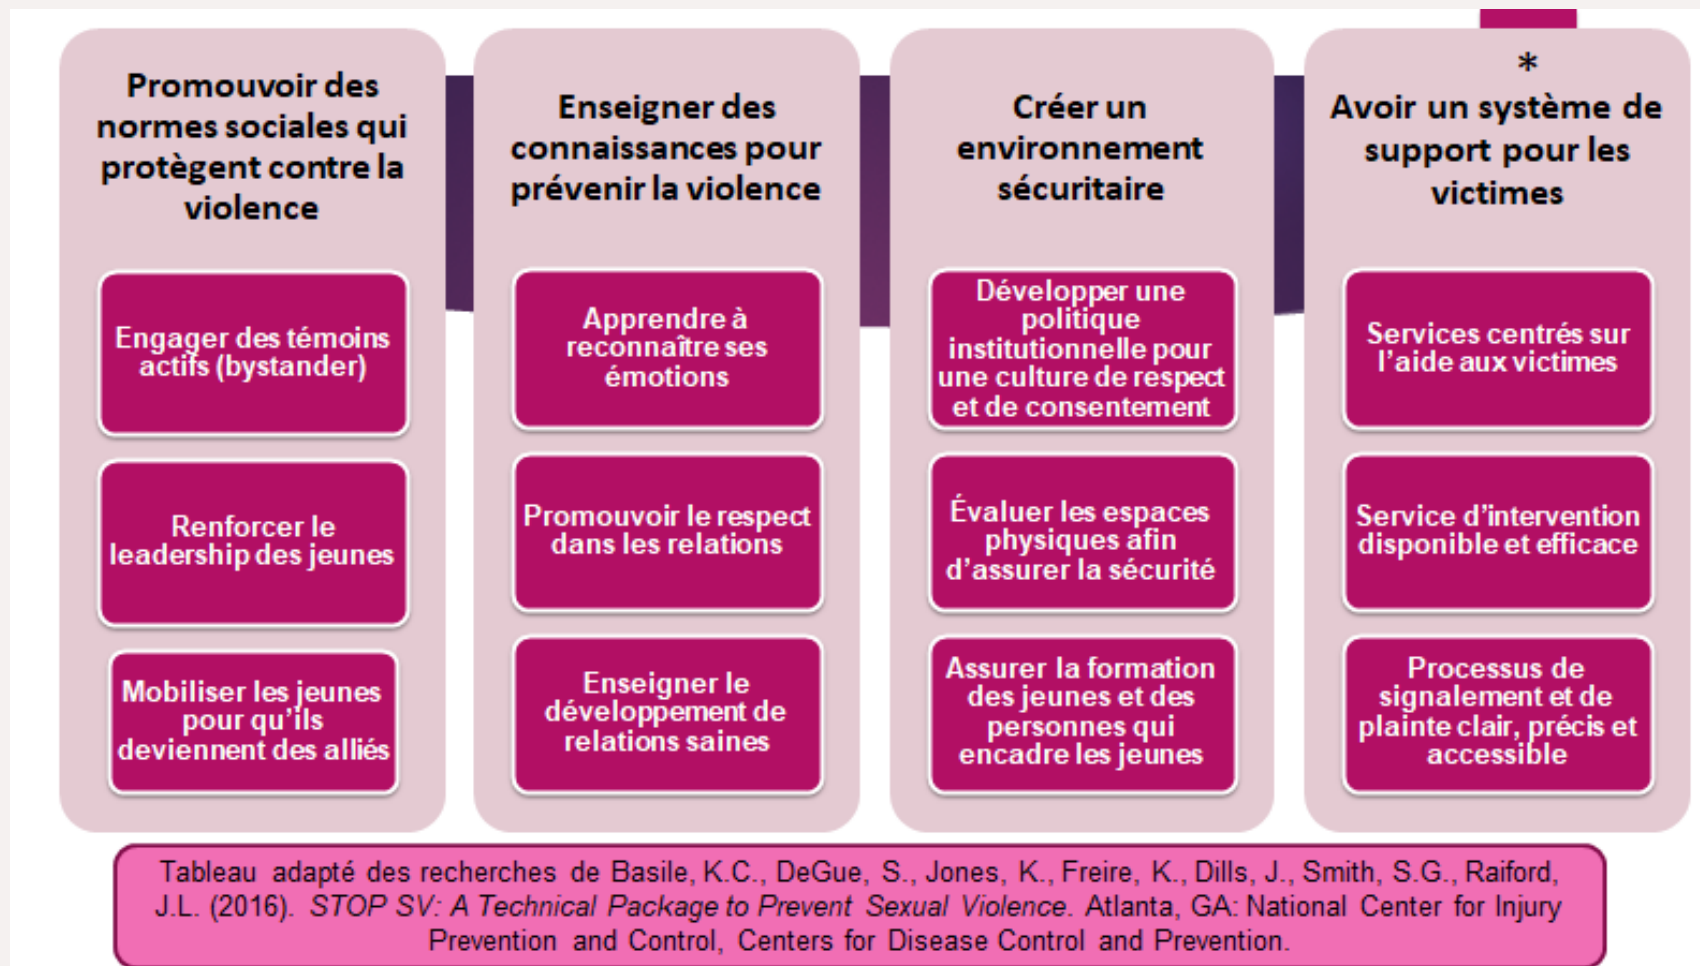 Promouvoir des
normes sociales qui
protègent contre la
violence
Engager des témoins
actifs (bystander)
Renforcer le
leadership des jeunes
Mobiliser les jeunes
pour qu'ils
deviennent des alliés
Enseigner des
connaissances pour
prévenir la violence
Apprendre à
reconnaître ses
émotions
Promouvoir le respect
dans les relations
Enseigner le
développement de
relations saines
Créer un
environnement
sécuritaire
Développer une
politique
institutionnelle pour
une culture de respect
et de consentement
Évaluer les espaces
physiques afin
d'assurer la sécurité
Assurer la formation
des jeunes et des
personnes qui
encadre les jeunes
*
Avoir un système de
support pour les
victimes
Services centrés sur
l'aide aux victimes
Service d'intervention
disponible et efficace
Processus de
signalement et de
plainte clair, précis et
accessible
Tableau adapté des recherches de Basile, K.C., DeGue, S., Jones, K., Freire, K., Dills, J., Smith, S.G., Raiford,
J.L. (2016). STOP SV: A Technical Package to Prevent Sexual Violence. Atlanta, GA: National Center for Injury
Prevention and Control, Centers for Disease Control and Prevention.